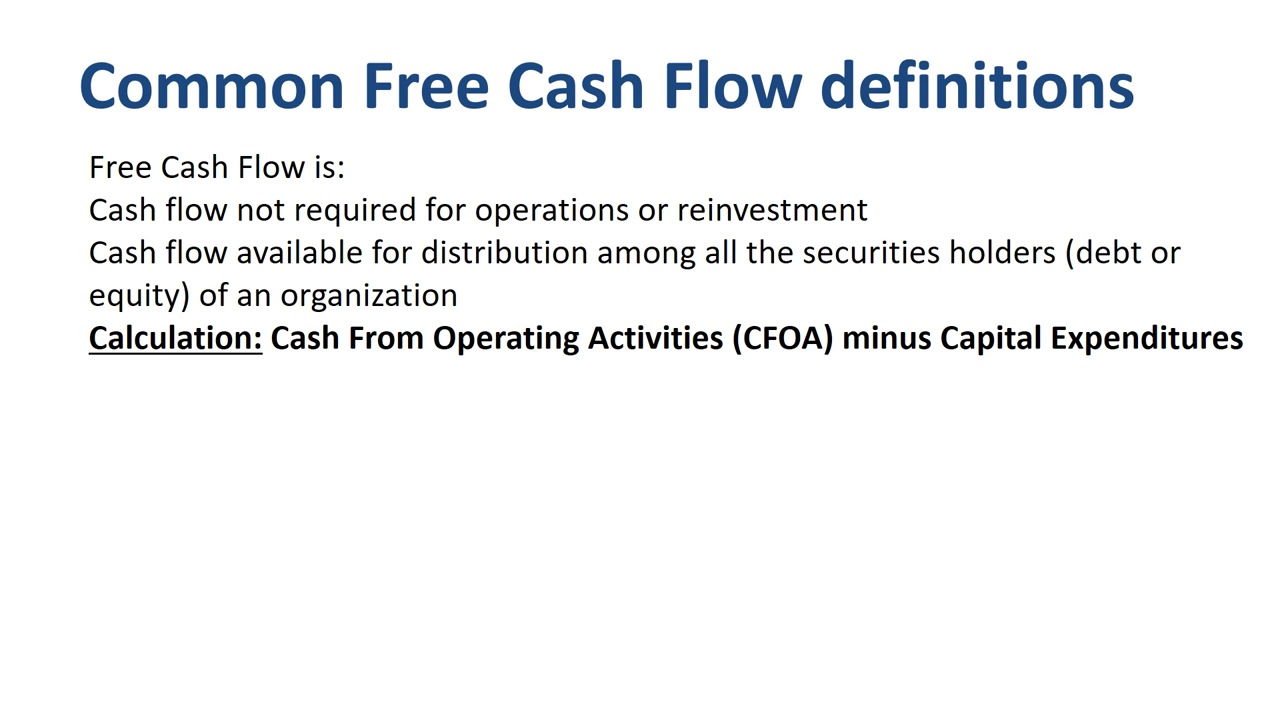 Common Free Cash Flow definitions
Free Cash Flow is:
Cash flow not required for operations or reinvestment
Cash flow available for distribution among all the securities holders (debt or
equity) of an organization
Calculation: Cash From Operating Activities (CFOA) minus Capital Expenditures